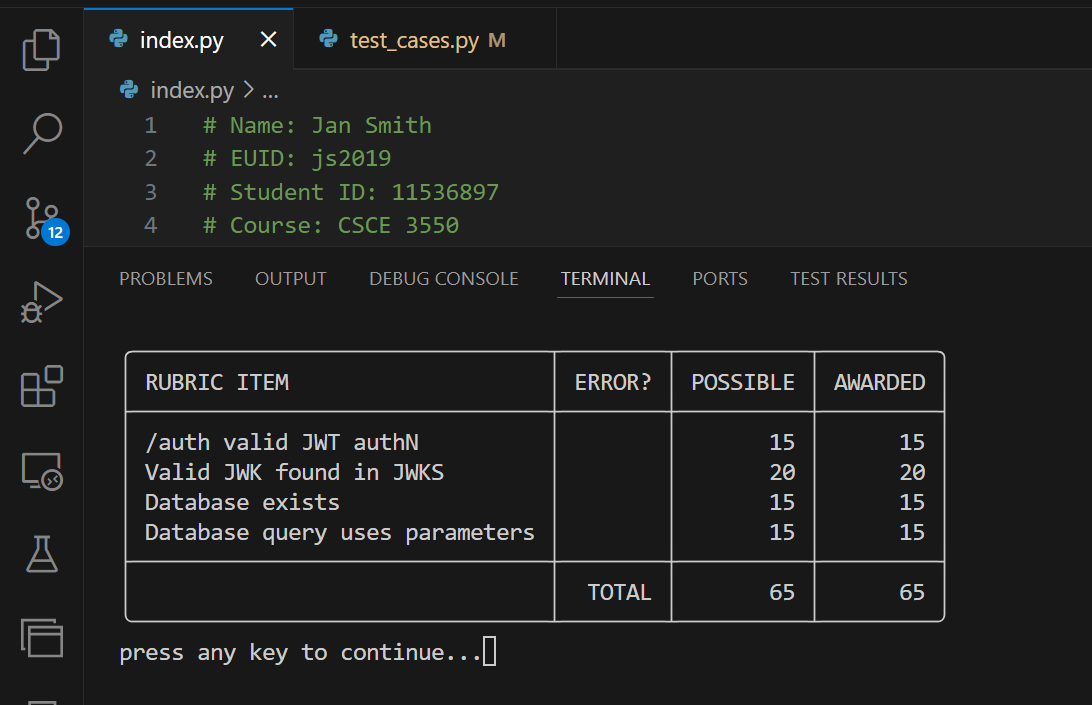 index.py
test_cases.py M
index.py > ...
1 # Name: Jan Smith
2 # EUID: js2019
3 # Student ID: 11536897
4 # Course: CSCE 3550
12
PROBLEMS OUTPUT DEBUG CONSOLE TERMINAL PORTS TEST RESULTS
RUBRIC ITEM ERROR? POSSIBLE AWARDED
/auth valid JWT authN 15 15
Valid JWK found in JWKS 20 20
Database exists 15 15
Database query uses parameters 15 15
TOTAL 65 65
press any key to continue...